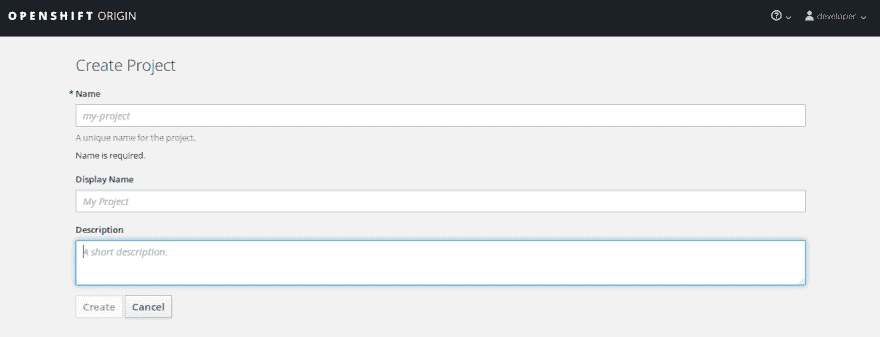 OPENSHIFT ORIGIN
developer
Create Project
* Name
my-project
A unique name for the project.
Name is required.
Display Name
My Project
Description
A short description.
Create Cancel